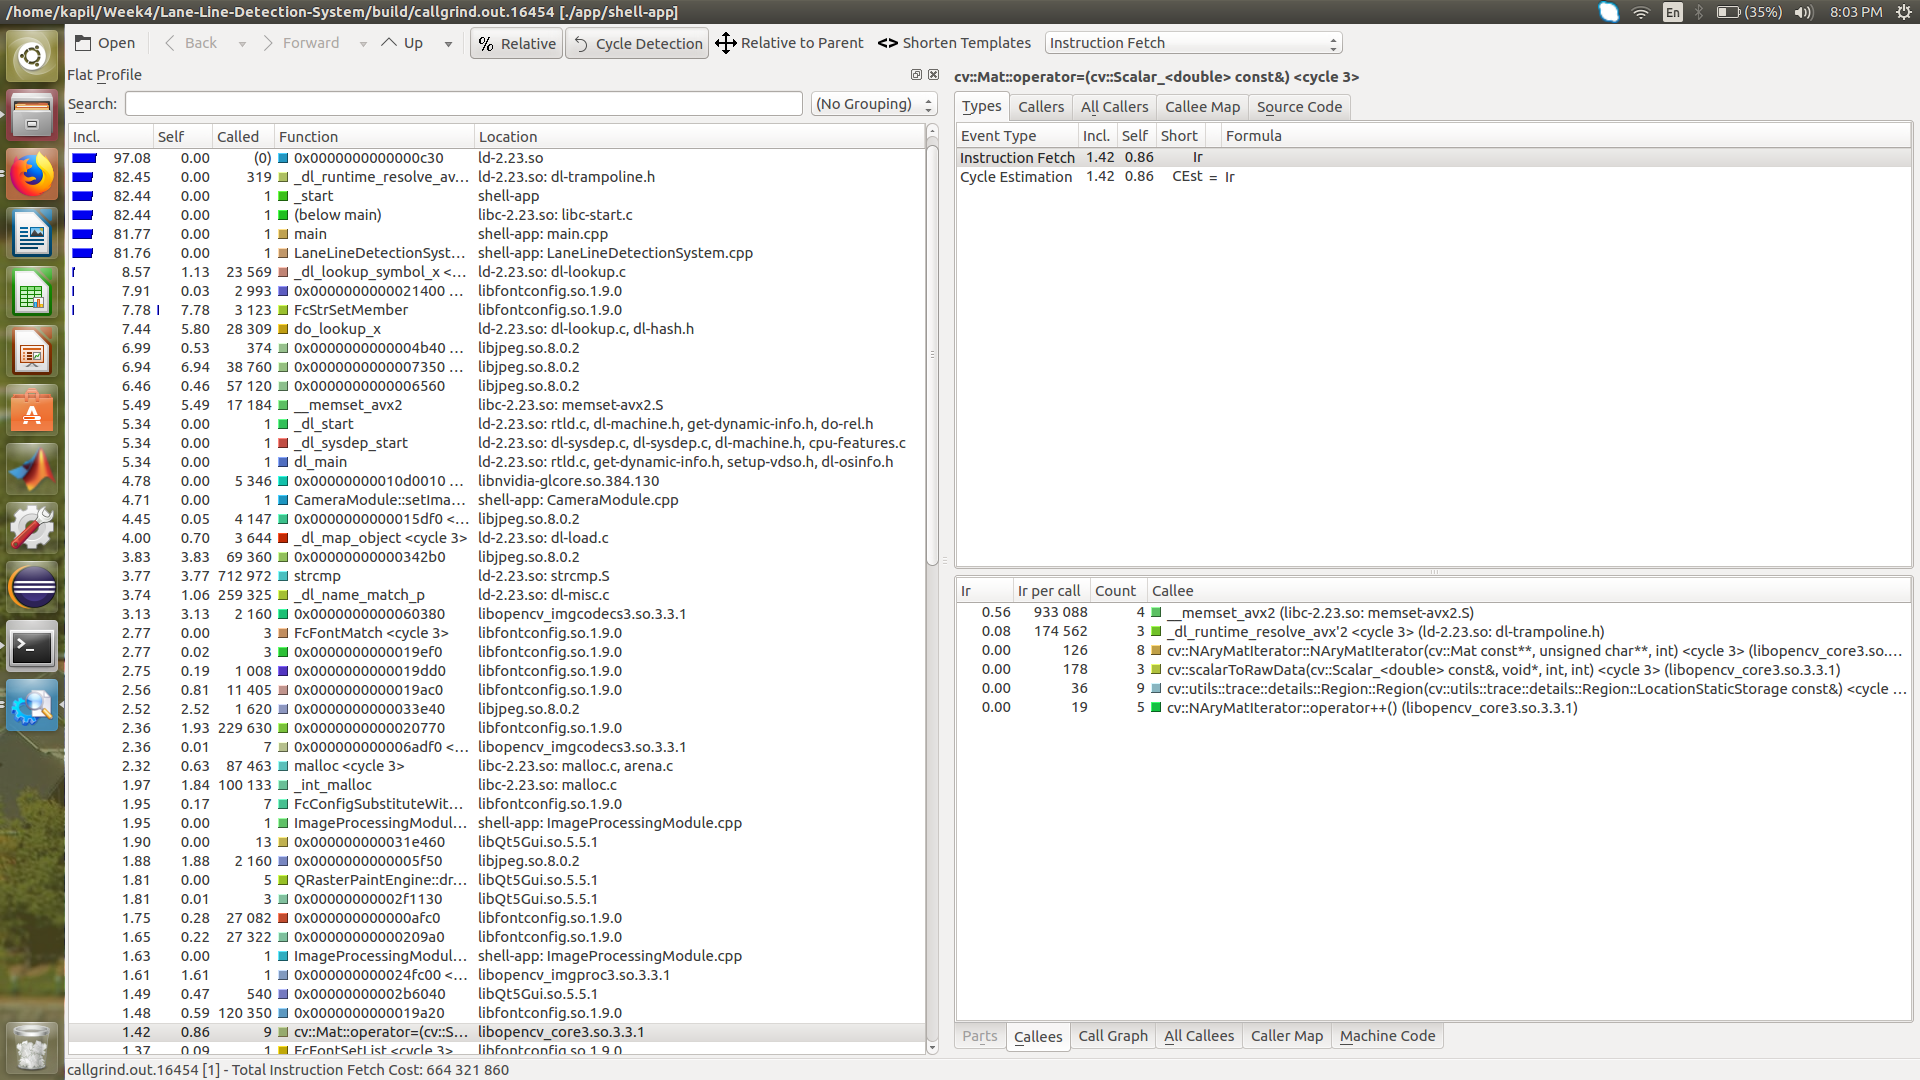 /home/kapil/Week4/Lane-Line-Detection-System/build/callgrind.out.16454 [./app/shell-app] En (35%) 8:03 PM
Open Back Forward Up % Relative Cycle Detection Relative to Parent <> Shorten Templates Instruction Fetch
Flat Profile
Search: (No Grouping)
Incl. Self Called Function Location
97.08 0.00 (0) 0x0000000000000c30 ld-2.23.so
82.45 0.00 319 _dl_runtime_resolve_av... ld-2.23.so: dl-trampoline.h
82.44 0.00 1 _start shell-app
82.44 0.00 1 (below main) libc-2.23.so: libc-start.c
81.77 0.00 1 main shell-app: main.cpp
81.76 0.00 1 LaneLineDetectionSyst... shell-app: LaneLineDetectionSystem.cpp
8.57 1.13 23 569 _dl_lookup_symbol_x <... ld-2.23.so: dl-lookup.c
7.91 0.03 2 993 0x0000000000021400 ... libfontconfig.so.1.9.0
7.78 7.78 3 123 FcStrSetMember libfontconfig.so.1.9.0
7.44 5.80 28 309 do_lookup_x ld-2.23.so: dl-lookup.c, dl-hash.h
6.99 0.53 374 0x0000000000004b40 ... libjpeg.so.8.0.2
6.94 6.94 38 760 0x0000000000007350 ... libjpeg.so.8.0.2
6.46 0.46 57 120 0x0000000000006560 libjpeg.so.8.0.2
5.49 5.49 17 184 __memset_avx2 libc-2.23.so: memset-avx2.S
5.34 0.00 1 _dl_start ld-2.23.so: rtld.c, dl-machine.h, get-dynamic-info.h, do-rel.h
5.34 0.00 1 _dl_sysdep_start ld-2.23.so: dl-sysdep.c, dl-sysdep.c, dl-machine.h, cpu-features.c
5.34 0.00 1 dl_main ld-2.23.so: rtld.c, get-dynamic-info.h, setup-vdso.h, dl-osinfo.h
4.78 0.00 5 346 0x00000000010d0010 ... libnvidia-glcore.so.384.130
4.71 0.00 1 CameraModule::setIma... shell-app: CameraModule.cpp
4.45 0.05 4 147 0x0000000000015df0 <... libjpeg.so.8.0.2
4.00 0.70 3 644 _dl_map_object <cycle 3> ld-2.23.so: dl-load.c
3.83 3.83 69 360 0x00000000000342b0 libjpeg.so.8.0.2
3.77 3.77 712 972 strcmp ld-2.23.so: strcmp.S
3.74 1.06 259 325 _dl_name_match_p ld-2.23.so: dl-misc.c
3.13 3.13 2 160 0x0000000000060380 libopencv_imgcodecs3.so.3.3.1
2.77 0.00 3 FcFontMatch <cycle 3> libfontconfig.so.1.9.0
2.77 0.02 3 0x0000000000019ef0 libfontconfig.so.1.9.0
2.75 0.19 1 008 0x0000000000019dd0 libfontconfig.so.1.9.0
2.56 0.81 11 405 0x0000000000019ac0 libfontconfig.so.1.9.0
2.52 2.52 1 620 0x0000000000033e40 libjpeg.so.8.0.2
2.36 1.93 229 630 0x0000000000020770 libfontconfig.so.1.9.0
2.36 0.01 7 0x000000000006adf0 <... libopencv_imgcodecs3.so.3.3.1
2.32 0.63 87 463 malloc <cycle 3> libc-2.23.so: malloc.c, arena.c
1.97 1.84 100 133 _int_malloc libc-2.23.so: malloc.c
1.95 0.17 7 FcConfigSubstituteWit... libfontconfig.so.1.9.0
1.95 0.00 1 ImageProcessingModul... shell-app: ImageProcessingModule.cpp
1.90 0.00 13 0x000000000031e460 libQt5Gui.so.5.5.1
1.88 1.88 2 160 0x0000000000005f50 libjpeg.so.8.0.2
1.81 0.00 5 QRasterPaintEngine::dr... libQt5Gui.so.5.5.1
1.81 0.01 3 0x00000000002f1130 libQt5Gui.so.5.5.1
1.75 0.28 27 082 0x000000000000afc0 libfontconfig.so.1.9.0
1.65 0.22 27 322 0x00000000000209a0 libfontconfig.so.1.9.0
1.63 0.00 1 ImageProcessingModul... shell-app: ImageProcessingModule.cpp
1.61 1.61 1 0x000000000024fc00 <... libopencv_imgproc3.so.3.3.1
1.49 0.47 540 0x00000000002b6040 libQt5Gui.so.5.5.1
1.48 0.59 120 350 0x0000000000019a20 libfontconfig.so.1.9.0
1.42 0.86 9 cv::Mat::operator=(cv::S... libopencv_core3.so.3.3.1
1.37 0.09 1 FcFontSetList <cycle 3> libfontconfig.so.1.9.0
callgrind.out.16454 [1] - Total Instruction Fetch Cost: 664 321 860
cv::Mat::operator=(cv::Scalar_<double> const&) <cycle 3>
Types Callers All Callers Callee Map Source Code
Event Type Incl. Self Short Formula
Instruction Fetch 1.42 0.86 Ir
Cycle Estimation 1.42 0.86 CEst = Ir
Ir Ir per call Count Callee
0.56 933 088 4 __memset_avx2 (libc-2.23.so: memset-avx2.S)
0.08 174 562 3 _dl_runtime_resolve_avx'2 <cycle 3> (ld-2.23.so: dl-trampoline.h)
0.00 126 8 cv::NAryMatIterator::NAryMatIterator(cv::Mat const**, unsigned char**, int) <cycle 3> (libopencv_core3.so....
0.00 178 3 cv::scalarToRawData(cv::Scalar_<double> const&, void*, int, int) <cycle 3> (libopencv_core3.so.3.3.1)
0.00 36 9 cv::utils::trace::details::Region::Region(cv::utils::trace::details::Region::LocationStaticStorage const&) <cycle ...
0.00 19 5 cv::NAryMatIterator::operator++() (libopencv_core3.so.3.3.1)
Parts Callees Call Graph All Callees Caller Map Machine Code